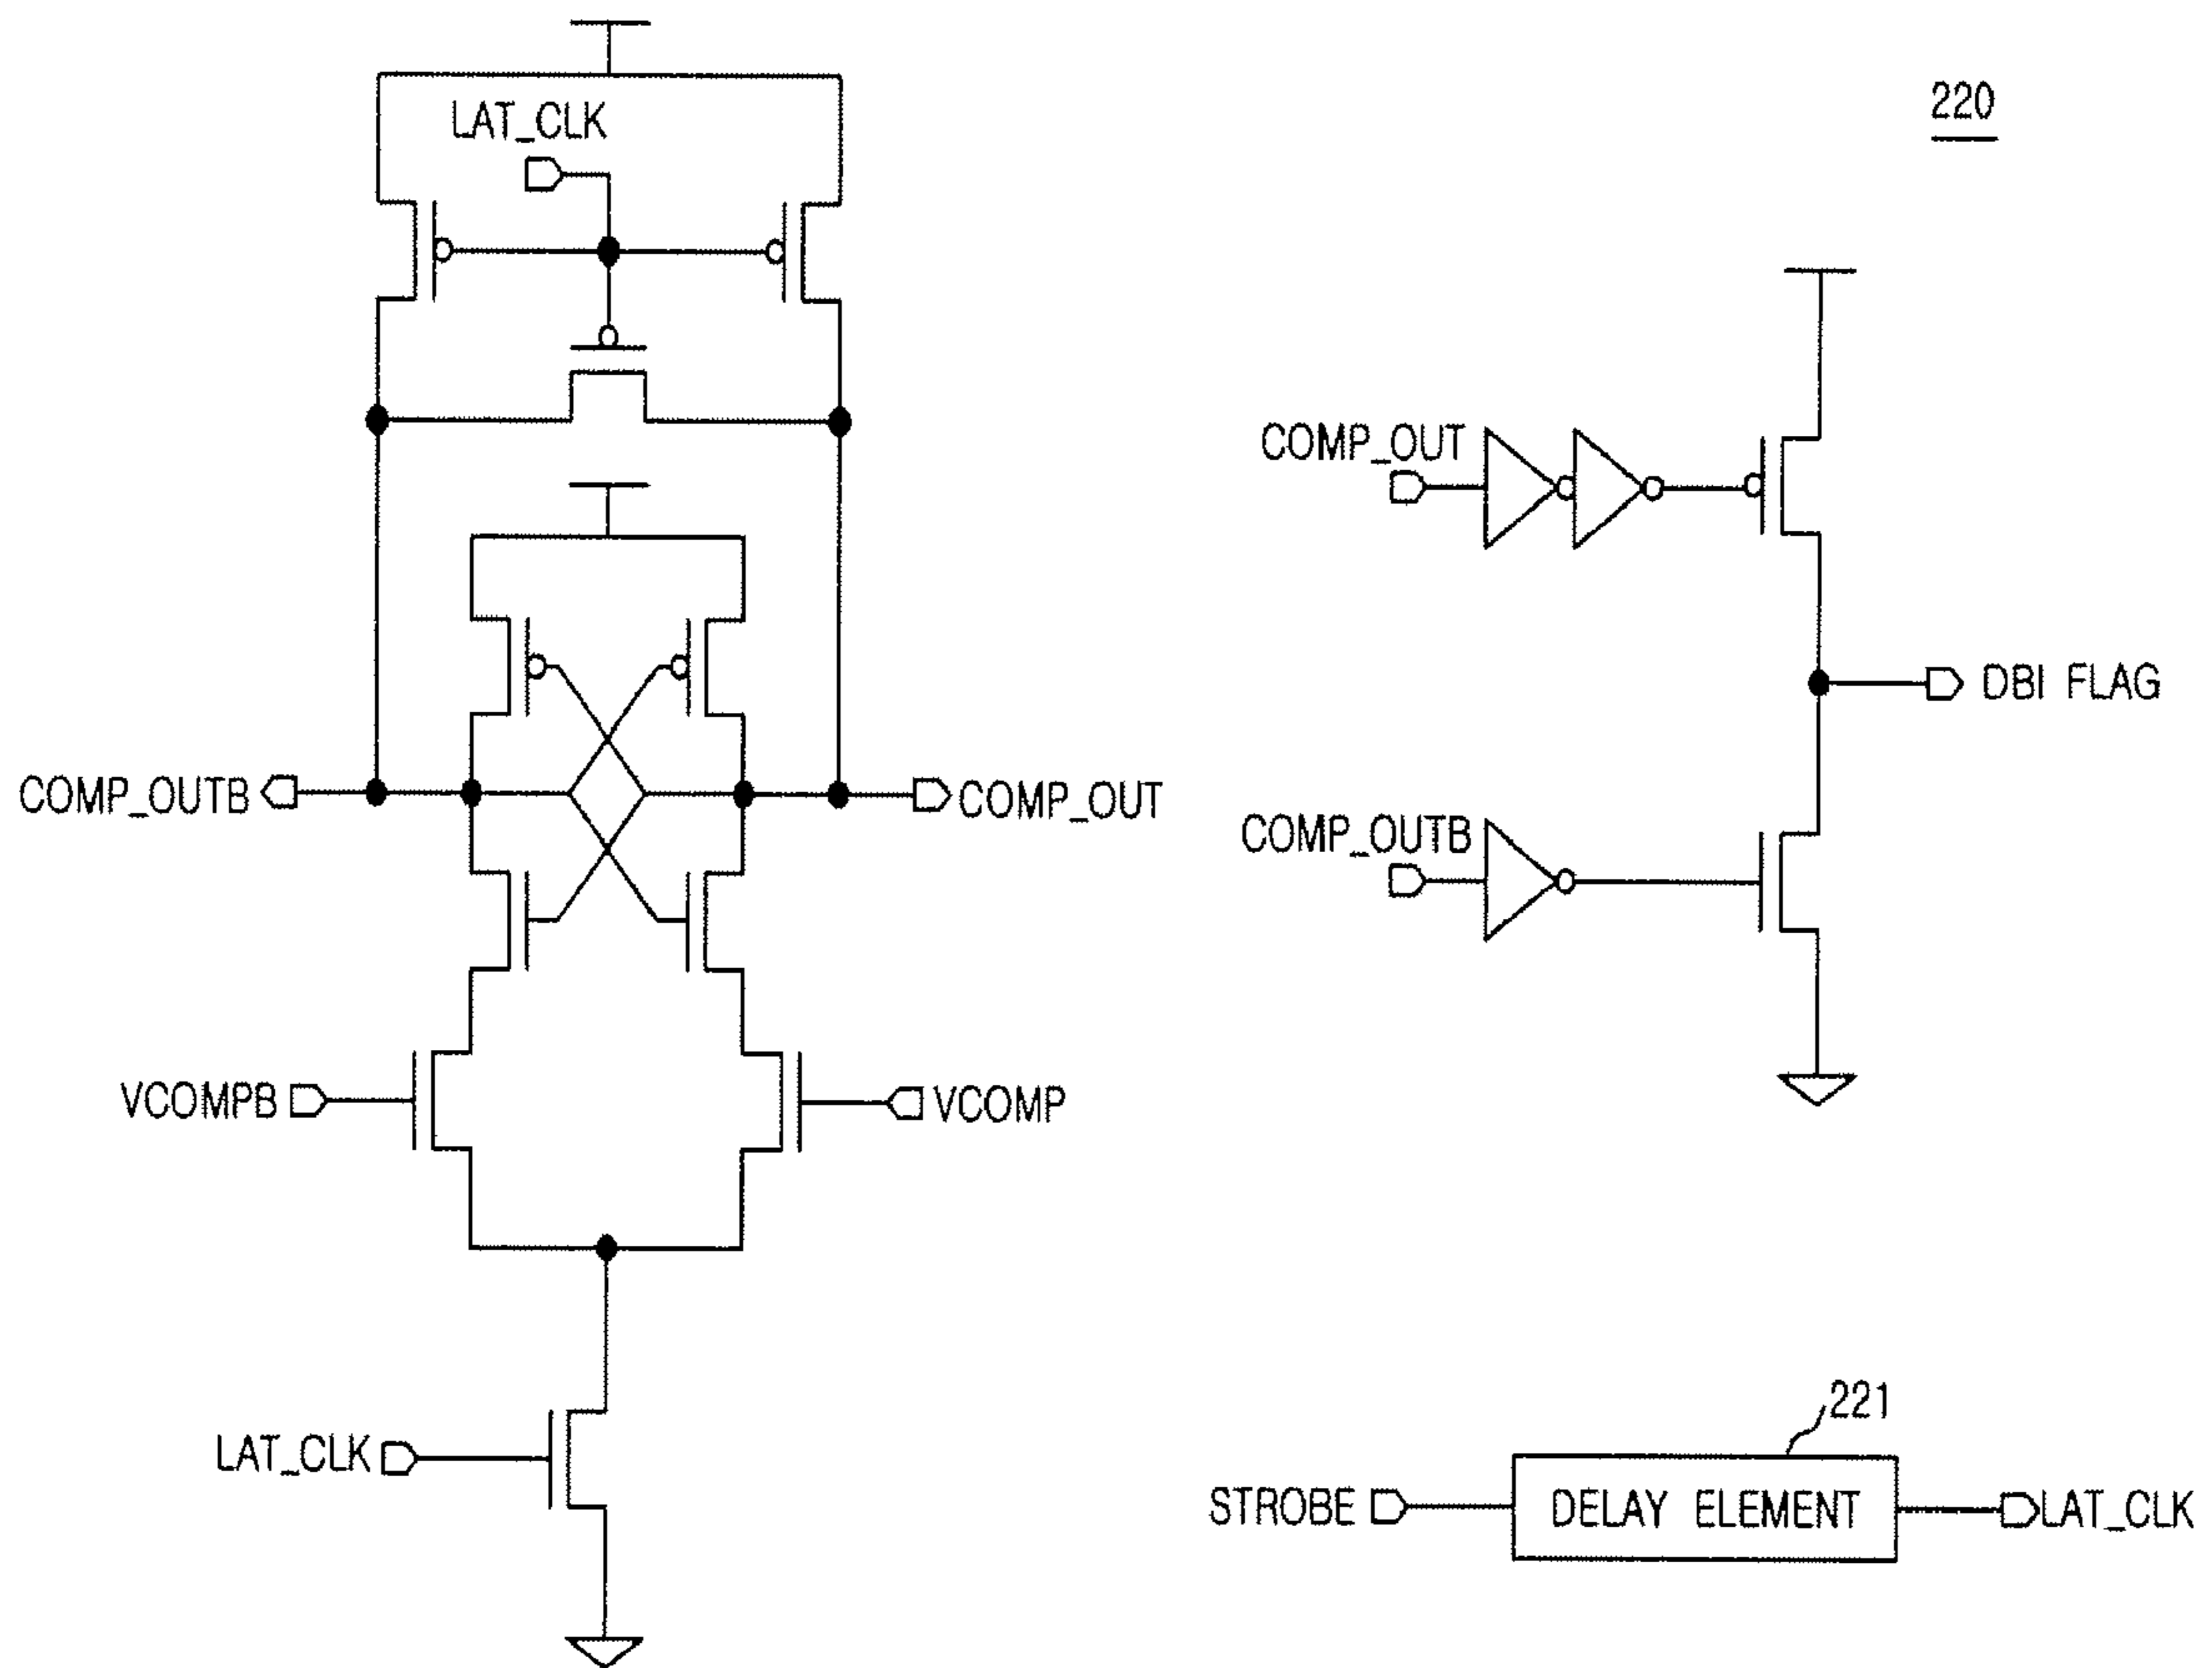 LAT_CLK
220
COMP_OUT
COMP_OUTB
COMP_OUT
DBI FLAG
COMP_OUTB
VCOMPB
VCOMP
LAT_CLK
221
STROBE
DELAY ELEMENT
LAT_CLK